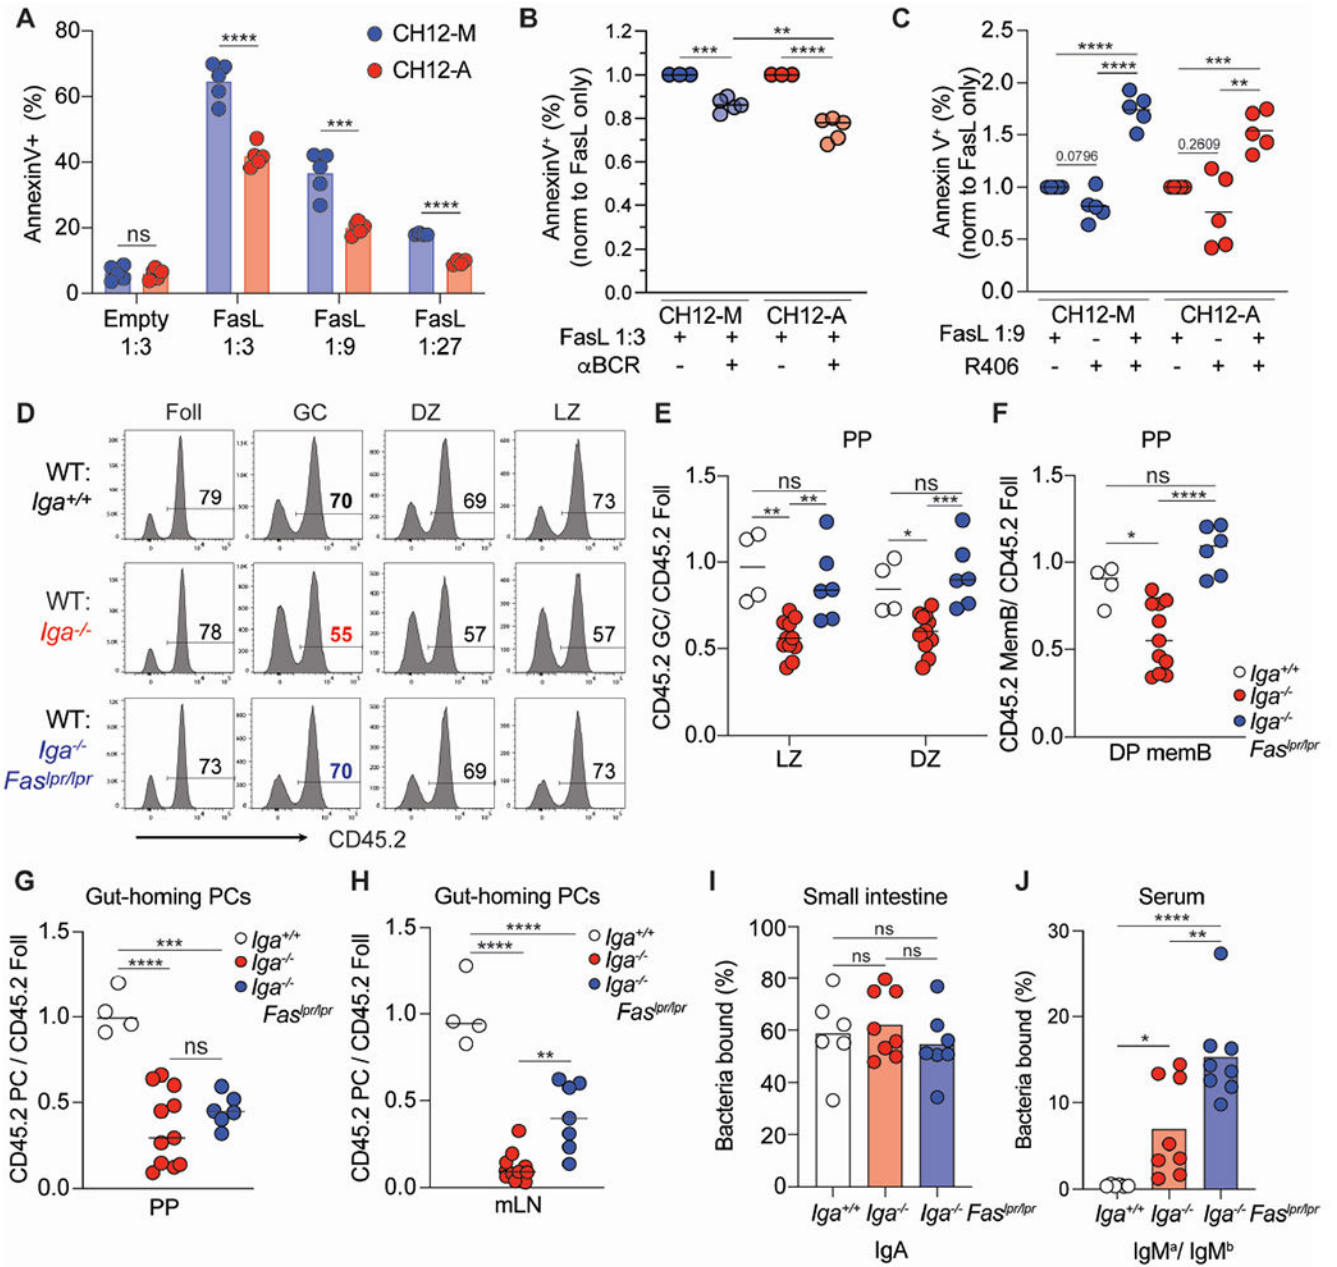 A
AnnexinV+ (%)
80
60
40
20
0
CH12-M
CH12-A
ns
****
***
****
Empty FasL FasL FasL
1:3 1:3 1:9 1:27
B
AnnexinV⁺ (%)
(norm to FasL only)
1.2
1.0
0.8
0.6
0.4
0.2
0.0
**
*** ****
CH12-M CH12-A
FasL 1:3 + + + +
αBCR - + - +
C
Annexin V⁺ (%)
(norm to FasL only)
2.5
2.0
1.5
1.0
0.5
0.0
****
****
0.0796
***
**
0.2609
CH12-M CH12-A
FasL 1:9 + - + + - +
R406 - + + - + +
D
Foll GC DZ LZ
WT:
Iga+/+
79 70 69 73
WT:
Iga-/-
78 55 57 57
WT:
Iga-/-
Faslpr/lpr
73 70 69 73
CD45.2
E
PP
CD45.2 GC/ CD45.2 Foll
1.5
1.0
0.5
0.0
ns
** **
ns
* ***
LZ DZ
F
PP
CD45.2 MemB/ CD45.2 Foll
1.5
1.0
0.5
0.0
ns
****
*
DP memB
Iga+/+
Iga-/-
Iga-/-
Faslpr/lpr
G
Gut-homing PCs
CD45.2 PC / CD45.2 Foll
1.5
1.0
0.5
0.0
***
****
ns
PP
Iga+/+
Iga-/-
Iga-/-
Faslpr/lpr
H
Gut-homing PCs
CD45.2 PC / CD45.2 Foll
1.5
1.0
0.5
0.0
****
****
**
mLN
Iga+/+
Iga-/-
Iga-/-
Faslpr/lpr
I
Small intestine
Bacteria bound (%)
100
80
60
40
20
0
ns
ns ns
Iga+/+ Iga-/- Iga-/- Faslpr/lpr
IgA
J
Serum
Bacteria bound (%)
30
20
10
0
****
**
*
Iga+/+ Iga-/- Iga-/- Faslpr/lpr
IgMᵃ/ IgMᵇ